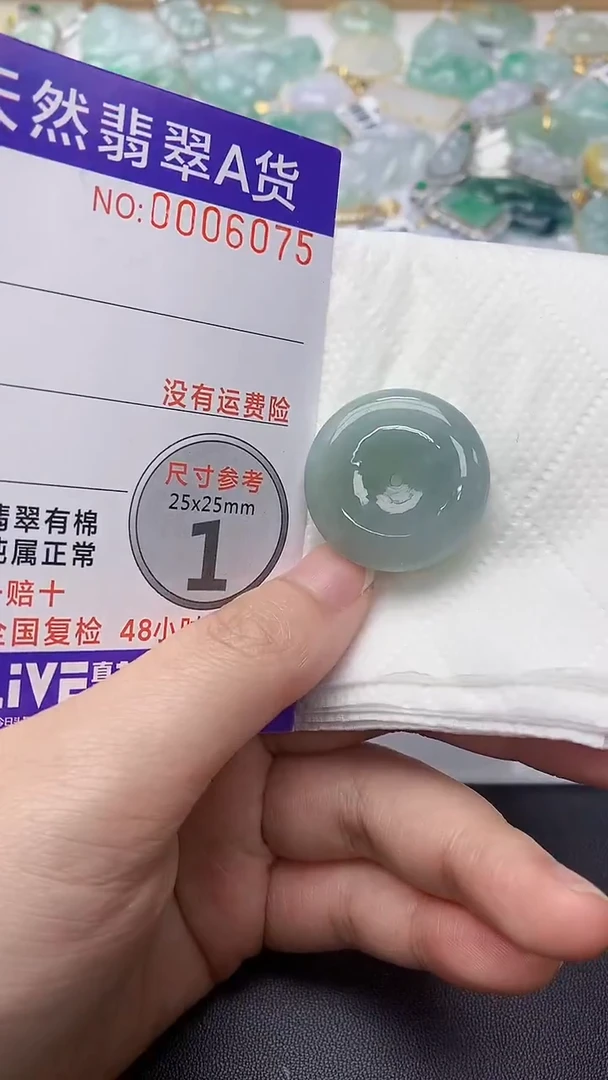 天然翡翠A货
NO:0006075
没有运费险
尺寸参考
25x25mm
1
翡翠有棉
纯属正常
赔十
全国复检 48小
LIVE